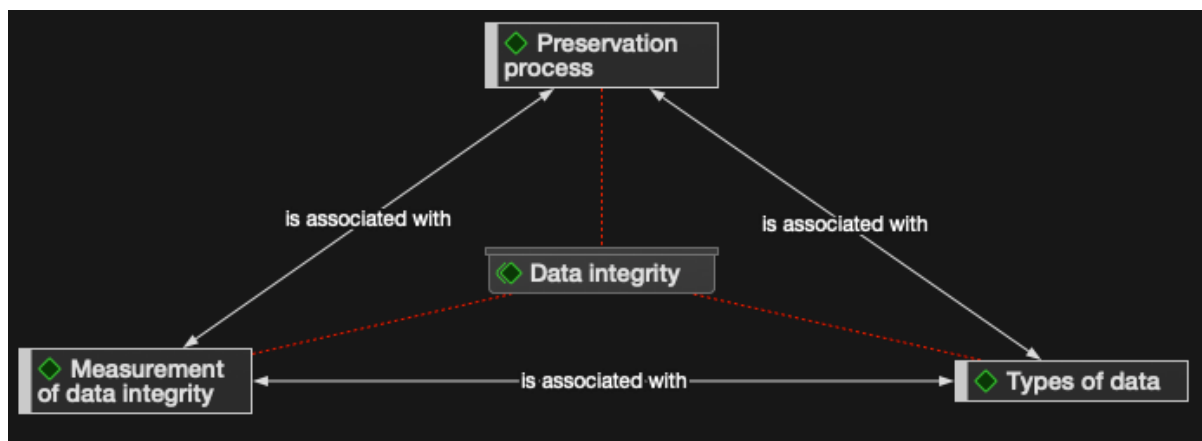 Preservation
process
is associated with
is associated with
Data integrity
Measurement
of data integrity
is associated with
Types of data